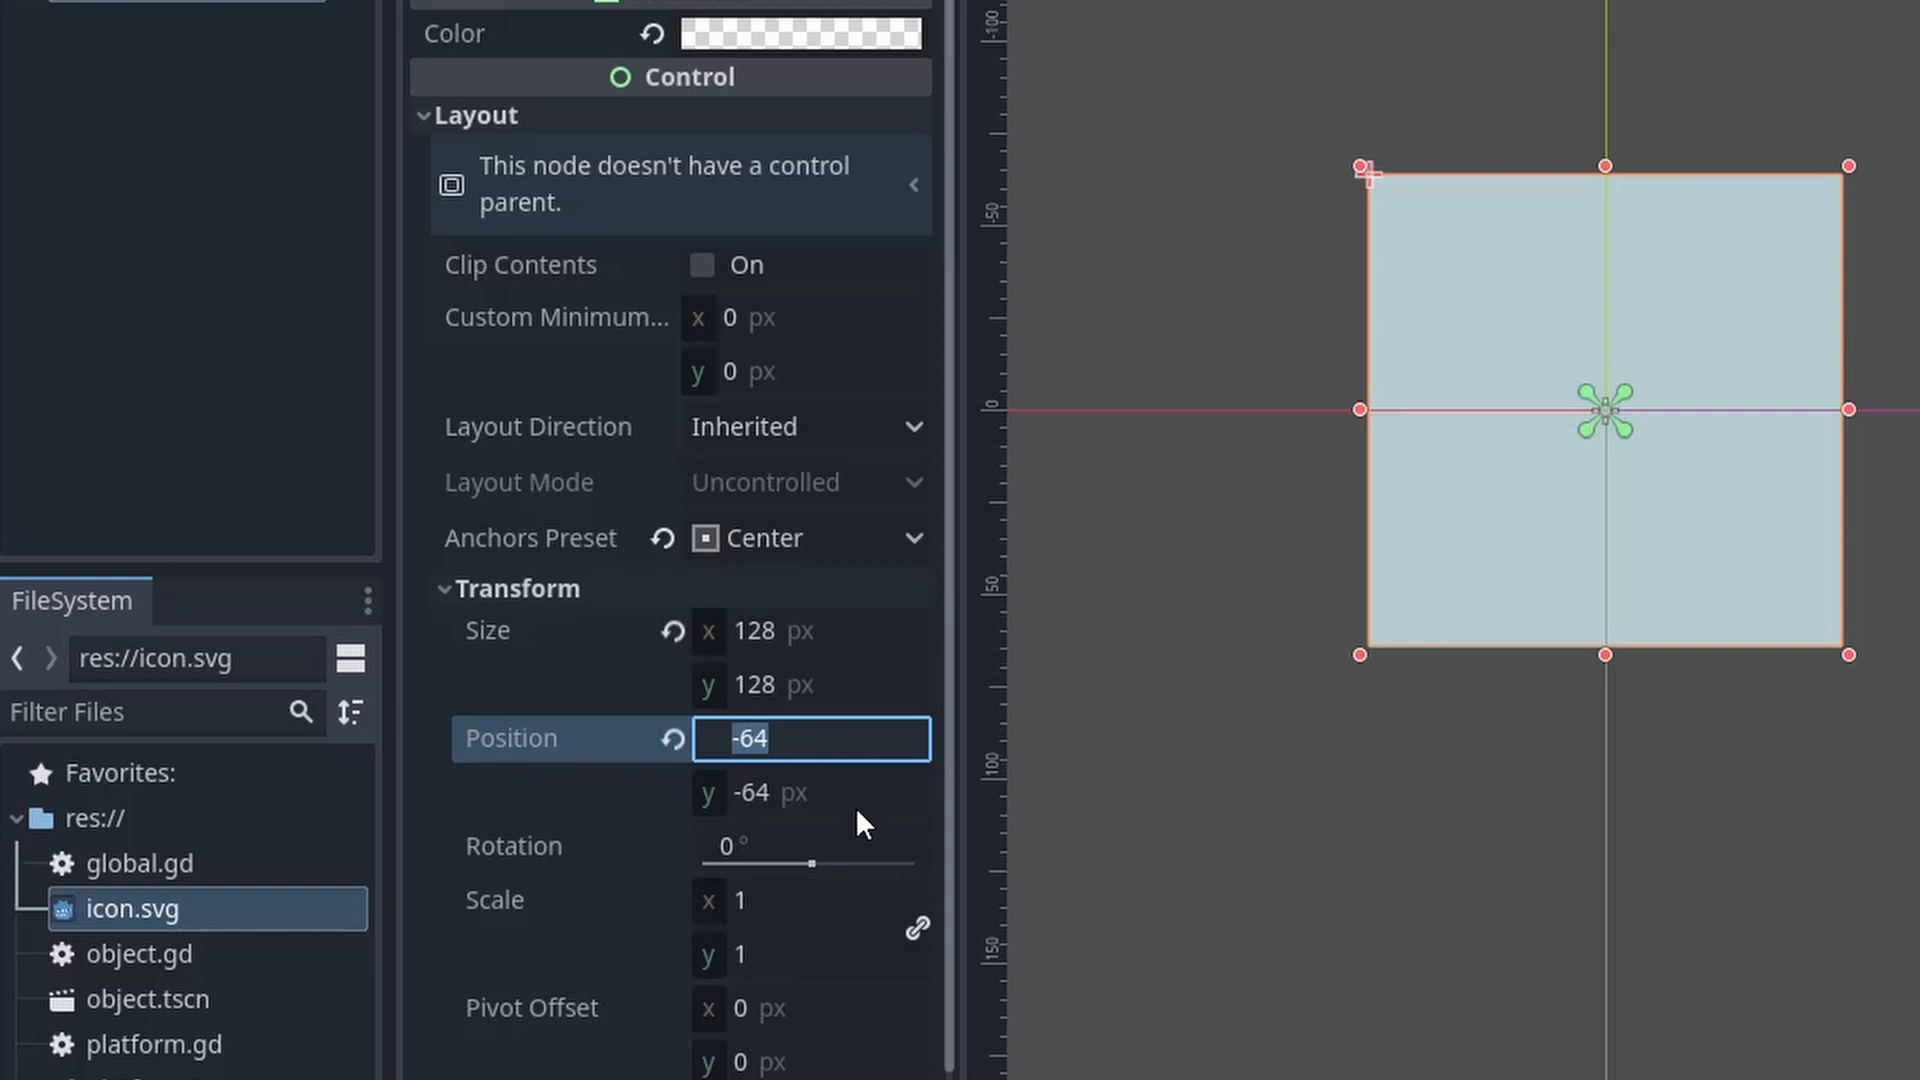 Color
Control
Layout
This node doesn't have a control
parent.
Clip Contents On
Custom Minimum... x 0 px
y 0 px
Layout Direction Inherited
Layout Mode Uncontrolled
Anchors Preset Center
Transform
Size x 128 px
y 128 px
Position -64
y -64 px
Rotation 0 °
Scale x 1
y 1
Pivot Offset x 0 px
y 0 px
FileSystem
res://icon.svg
Filter Files
Favorites:
res://
global.gd
icon.svg
object.gd
object.tscn
platform.gd
-100
-50
0
50
100
150